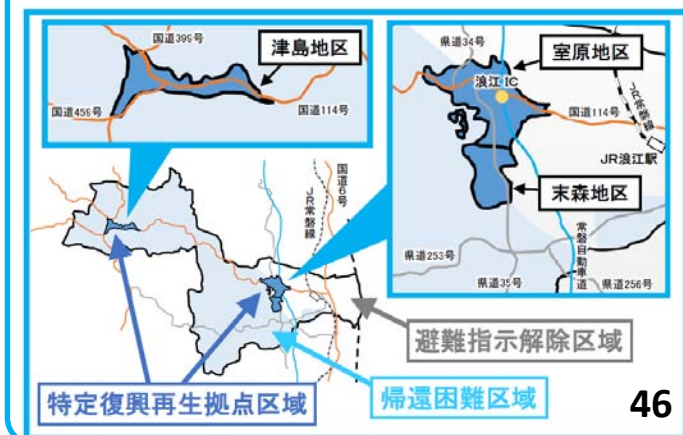 国道399号
津島地区
国道459号
国道114号
県道34号
室原地区
浪江 IC
国道114号
JR常磐線
JR浪江駅
末森地区
県道253号
県道35号
常磐自動車道
県道256号
国道6号
JR常磐線
避難指示解除区域
特定復興再生拠点区域
帰還困難区域
46